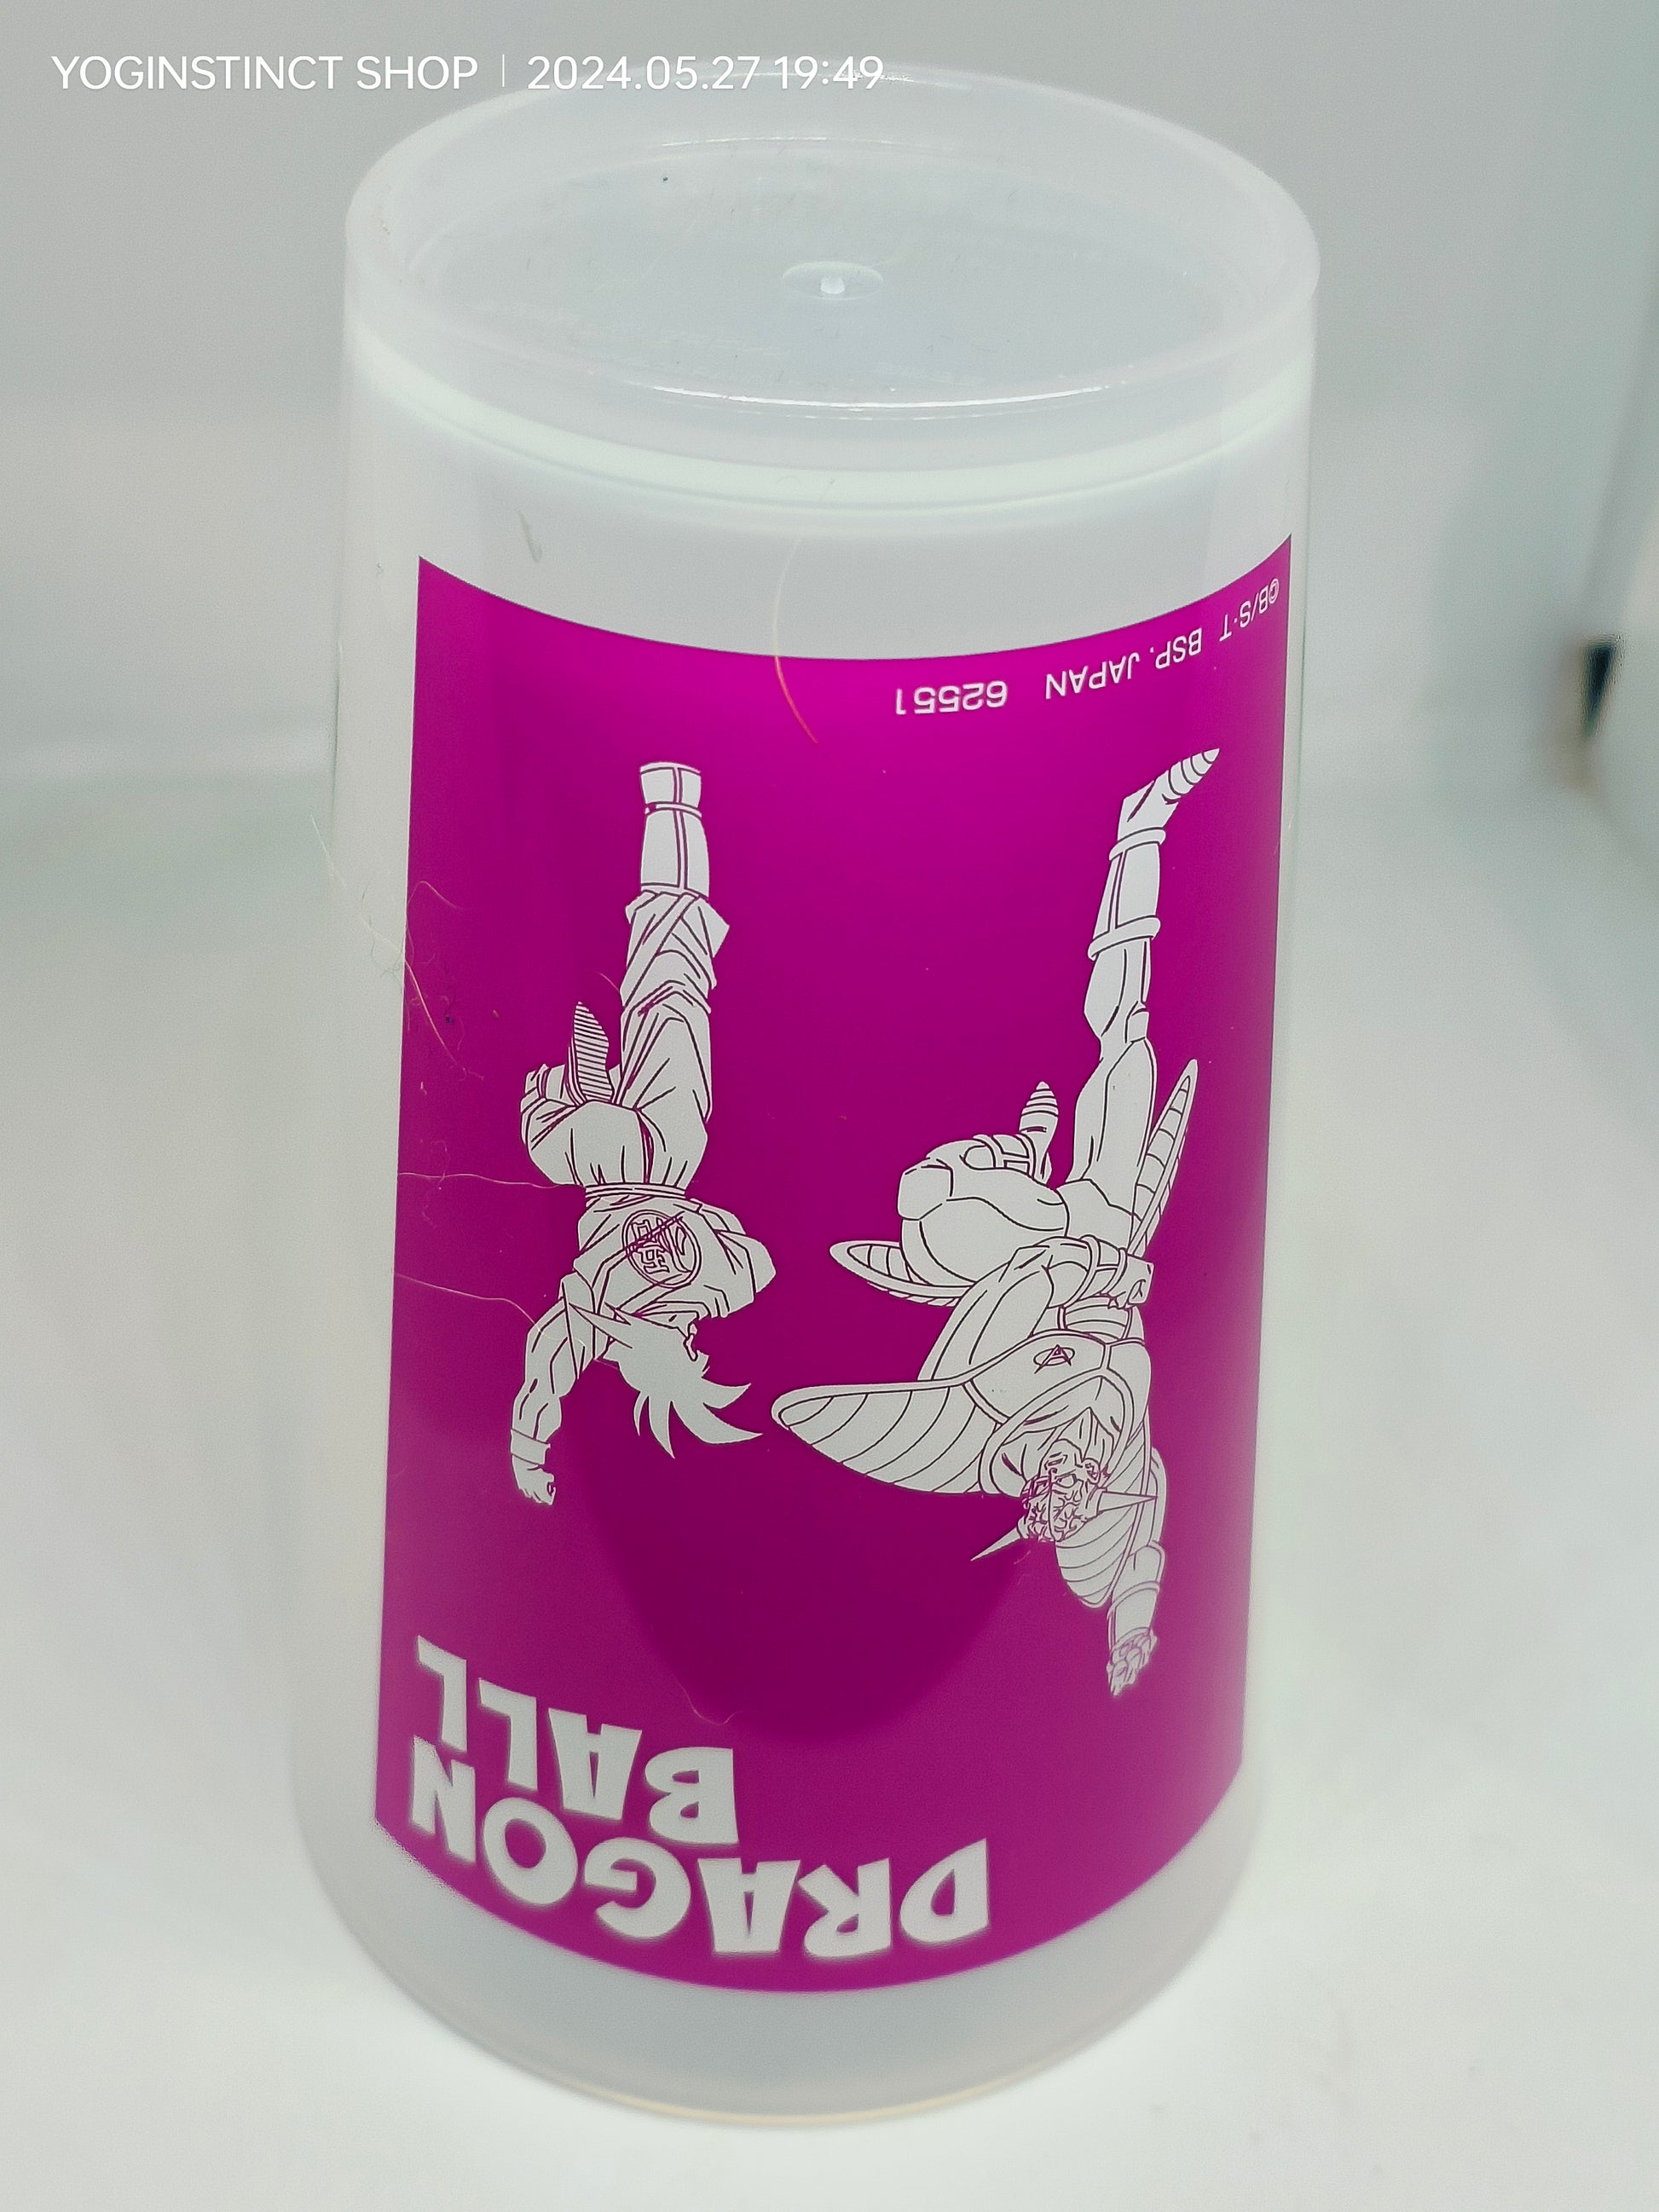 YOGINSTINCT SHOP | 2024.05.27 19:49
DRAGON
BALL
©B/S·T BSP. JAPAN 62551